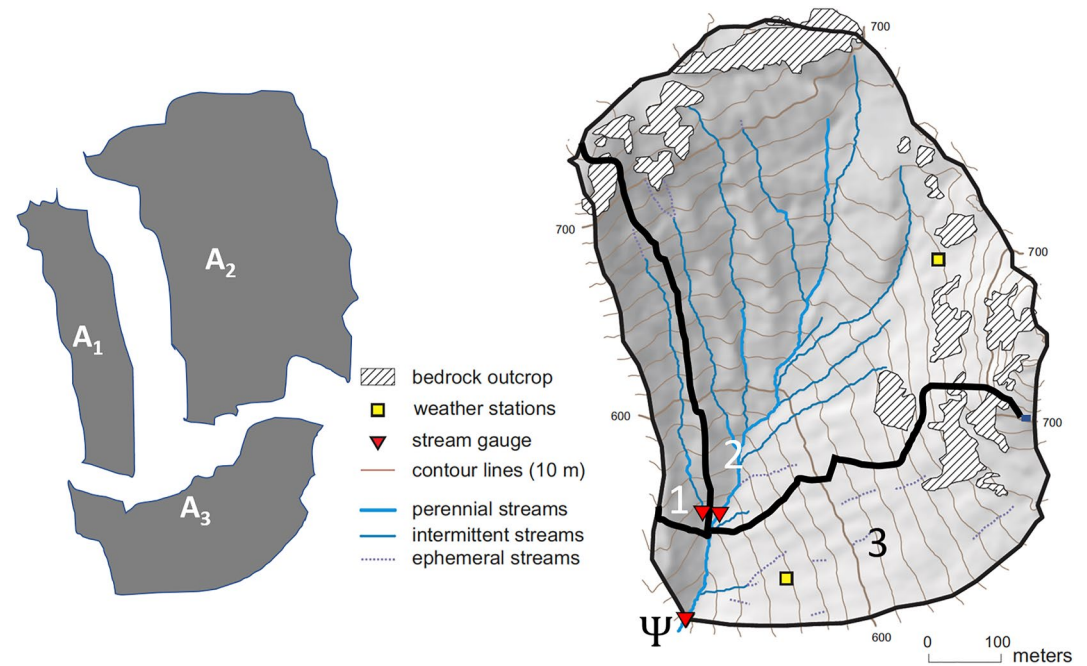 A₁
A₂
A₃
bedrock outcrop
weather stations
stream gauge
contour lines (10 m)
perennial streams
intermittent streams
ephemeral streams
700
700
700
600
700
1
2
3
Ψ
600
0 100
meters